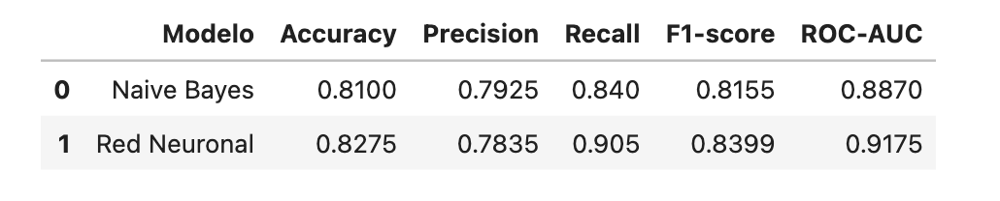 Modelo Accuracy Precision Recall F1-score ROC-AUC
0 Naive Bayes 0.8100 0.7925 0.840 0.8155 0.8870
1 Red Neuronal 0.8275 0.7835 0.905 0.8399 0.9175